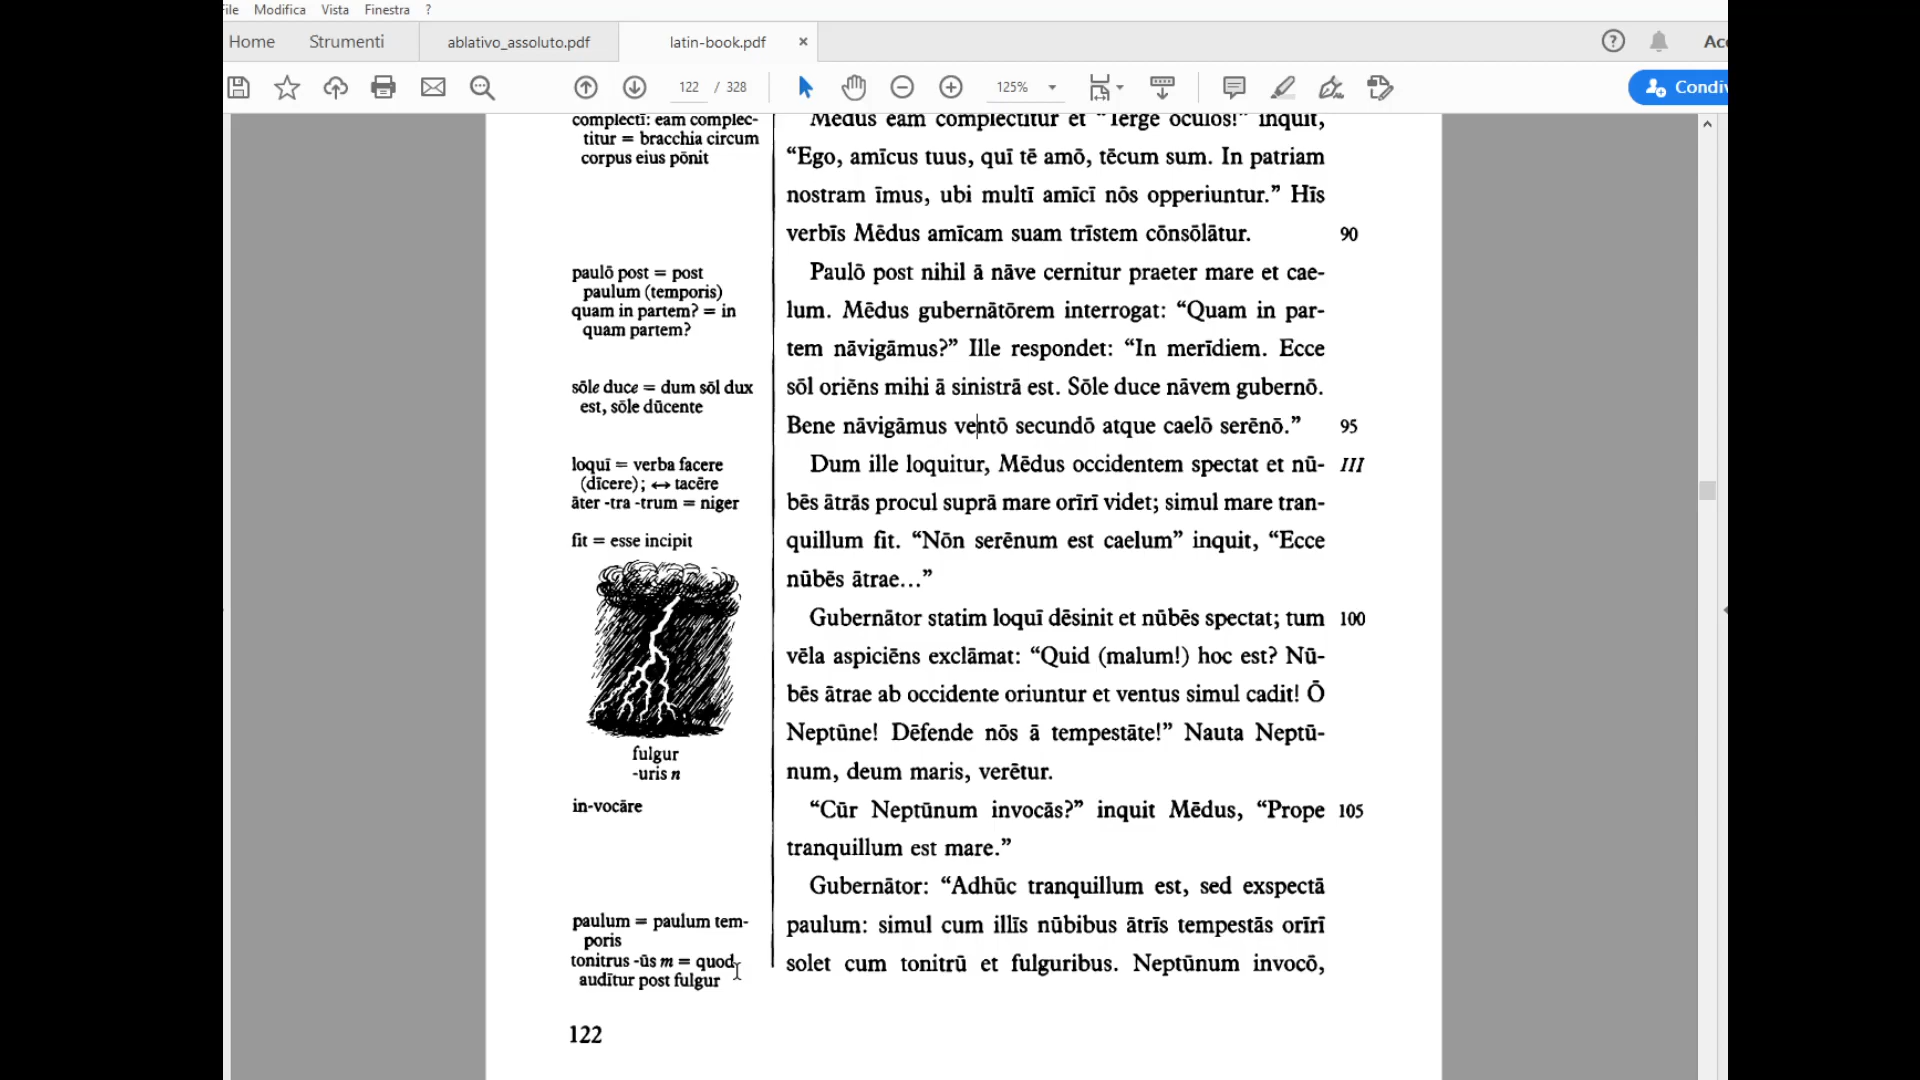 File Modifica Vista Finestra ?
Home Strumenti ablativo_assoluto.pdf latin-book.pdf ×
122 / 328 125%
complectī: eam complec-
titur = bracchia circum
corpus eius pōnit
paulō post = post
paulum (temporis)
quam in partem? = in
quam partem?
sōle duce = dum sōl dux
est, sōle dūcente
loquī = verba facere
(dīcere); ↔ tacēre
āter -tra -trum = niger
fit = esse incipit
fulgur
-uris n
in-vocāre
paulum = paulum tem-
poris
tonitrus -ūs m = quod
audītur post fulgur
Mēdus eam complectitur et “Tergē oculōs!” inquit,
“Ego, amīcus tuus, quī tē amō, tēcum sum. In patriam
nostram īmus, ubi multī amīcī nōs opperiuntur.” Hīs
verbīs Mēdus amīcam suam trīstem cōnsōlātur. 90
Paulō post nihil ā nāve cernitur praeter mare et cae-
lum. Mēdus gubernātōrem interrogat: “Quam in par-
tem nāvigāmus?” Ille respondet: “In merīdiem. Ecce
sōl oriēns mihi ā sinistrā est. Sōle duce nāvem gubernō.
Bene nāvigāmus ventō secundō atque caelō serēnō.” 95
Dum ille loquitur, Mēdus occidentem spectat et nū- III
bēs ātrās procul suprā mare orīrī videt; simul mare tran-
quillum fit. “Nōn serēnum est caelum” inquit, “Ecce
nūbēs ātrae...”
Gubernātor statim loquī dēsinit et nūbēs spectat; tum 100
vēla aspiciēns exclāmat: “Quid (malum!) hoc est? Nū-
bēs ātrae ab occidente oriuntur et ventus simul cadit! Ō
Neptūne! Dēfende nōs ā tempestāte!” Nauta Neptū-
num, deum maris, verētur.
“Cūr Neptūnum invocās?” inquit Mēdus, “Prope 105
tranquillum est mare.”
Gubernātor: “Adhūc tranquillum est, sed exspectā
paulum: simul cum illīs nūbibus ātrīs tempestās orīrī
solet cum tonitrū et fulguribus. Neptūnum invocō,
122